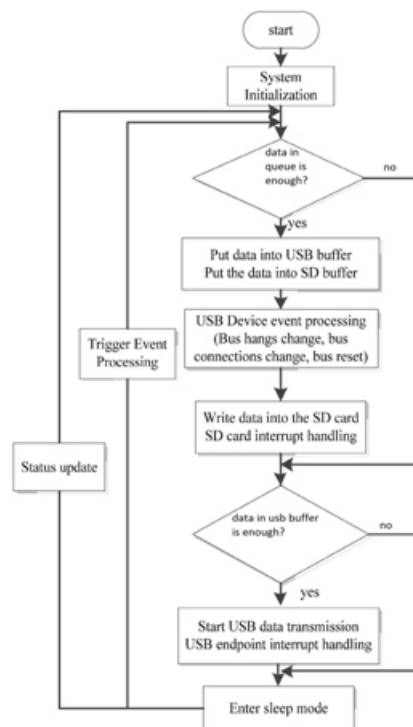 start
System
Initialization
data in
queue is
enough?
no
yes
Put data into USB buffer
Put the data into SD buffer
USB Device event processing
(Bus hangs change, bus
connections change, bus reset)
Trigger Event
Processing
Write data into the SD card
SD card interrupt handling
Status update
data in usb buffer
is enough?
no
yes
Start USB data transmission
USB endpoint interrupt handling
Enter sleep mode